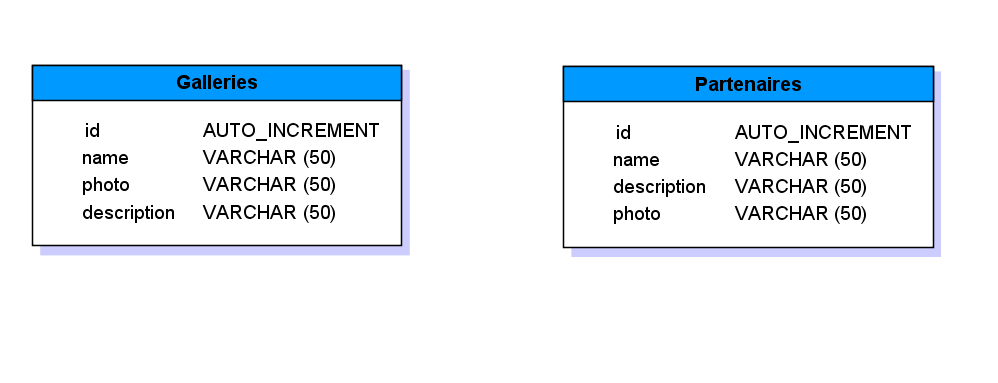 Galleries
id AUTO_INCREMENT
name VARCHAR (50)
photo VARCHAR (50)
description VARCHAR (50)
Partenaires
id AUTO_INCREMENT
name VARCHAR (50)
description VARCHAR (50)
photo VARCHAR (50)